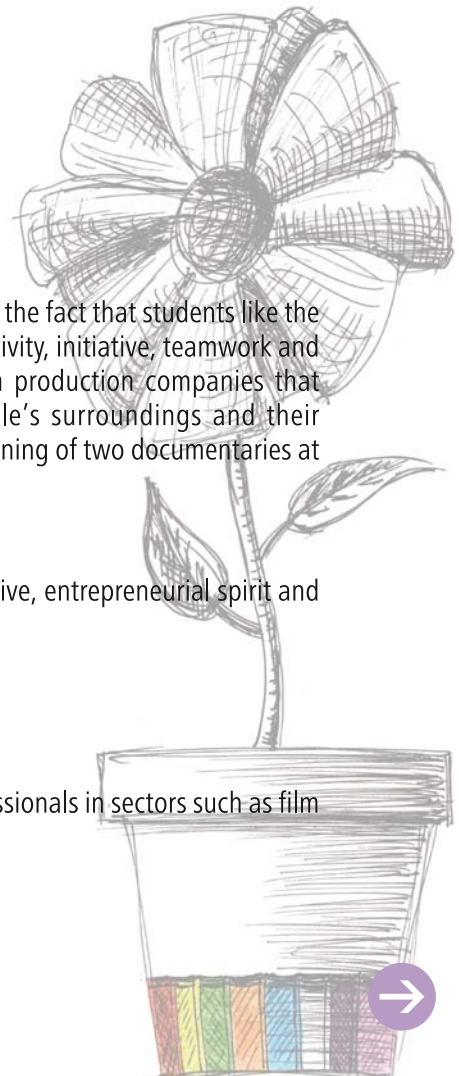 the fact that students like the
ivity, initiative, teamwork and
production companies that
le's surroundings and their
ning of two documentaries at
ive, entrepreneurial spirit and
ssionals in sectors such as film